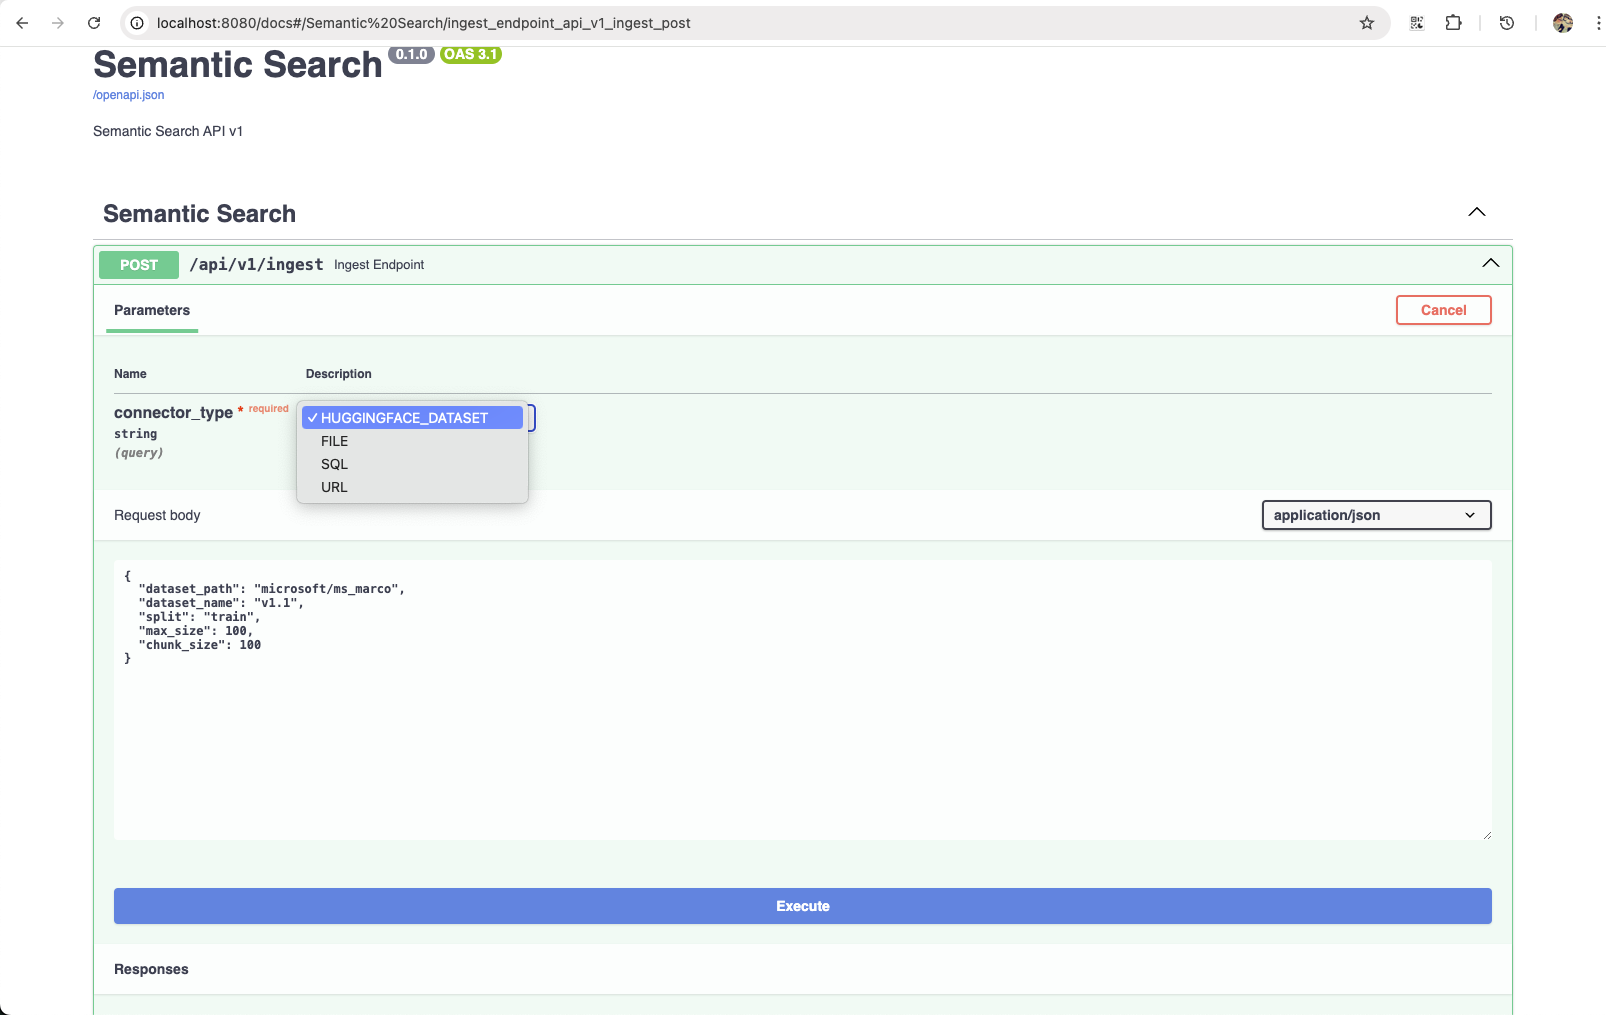 localhost:8080/docs#/Semantic%20Search/ingest_endpoint_api_v1_ingest_post
Semantic Search 0.1.0 OAS 3.1
/openapi.json
Semantic Search API v1
Semantic Search
POST /api/v1/ingest Ingest Endpoint
Parameters Cancel
Name Description
connector_type * required
string
(query)
✓ HUGGINGFACE_DATASET
FILE
SQL
URL
Request body application/json
{
  "dataset_path": "microsoft/ms_marco",
  "dataset_name": "v1.1",
  "split": "train",
  "max_size": 100,
  "chunk_size": 100
}
Execute
Responses